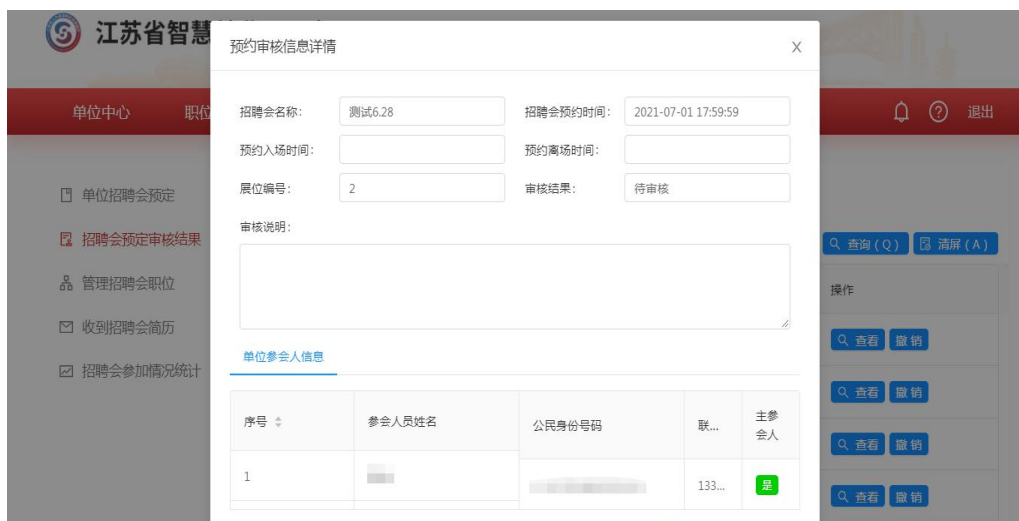 江苏省智慧
预约审核信息详情 X
单位中心 职位 退出
招聘会名称： 测试6.28 招聘会预约时间： 2021-07-01 17:59:59
预约入场时间： 预约离场时间：
展位编号： 2 审核结果： 待审核
审核说明：
单位招聘会预定
招聘会预定审核结果
管理招聘会职位
收到招聘会简历
招聘会参加情况统计
查询(Q) 清屏(A)
操作
查看 撤销
查看 撤销
查看 撤销
查看 撤销
单位参会人信息
序号 参会人员姓名 公民身份号码 联... 主参会人
1 133... 是